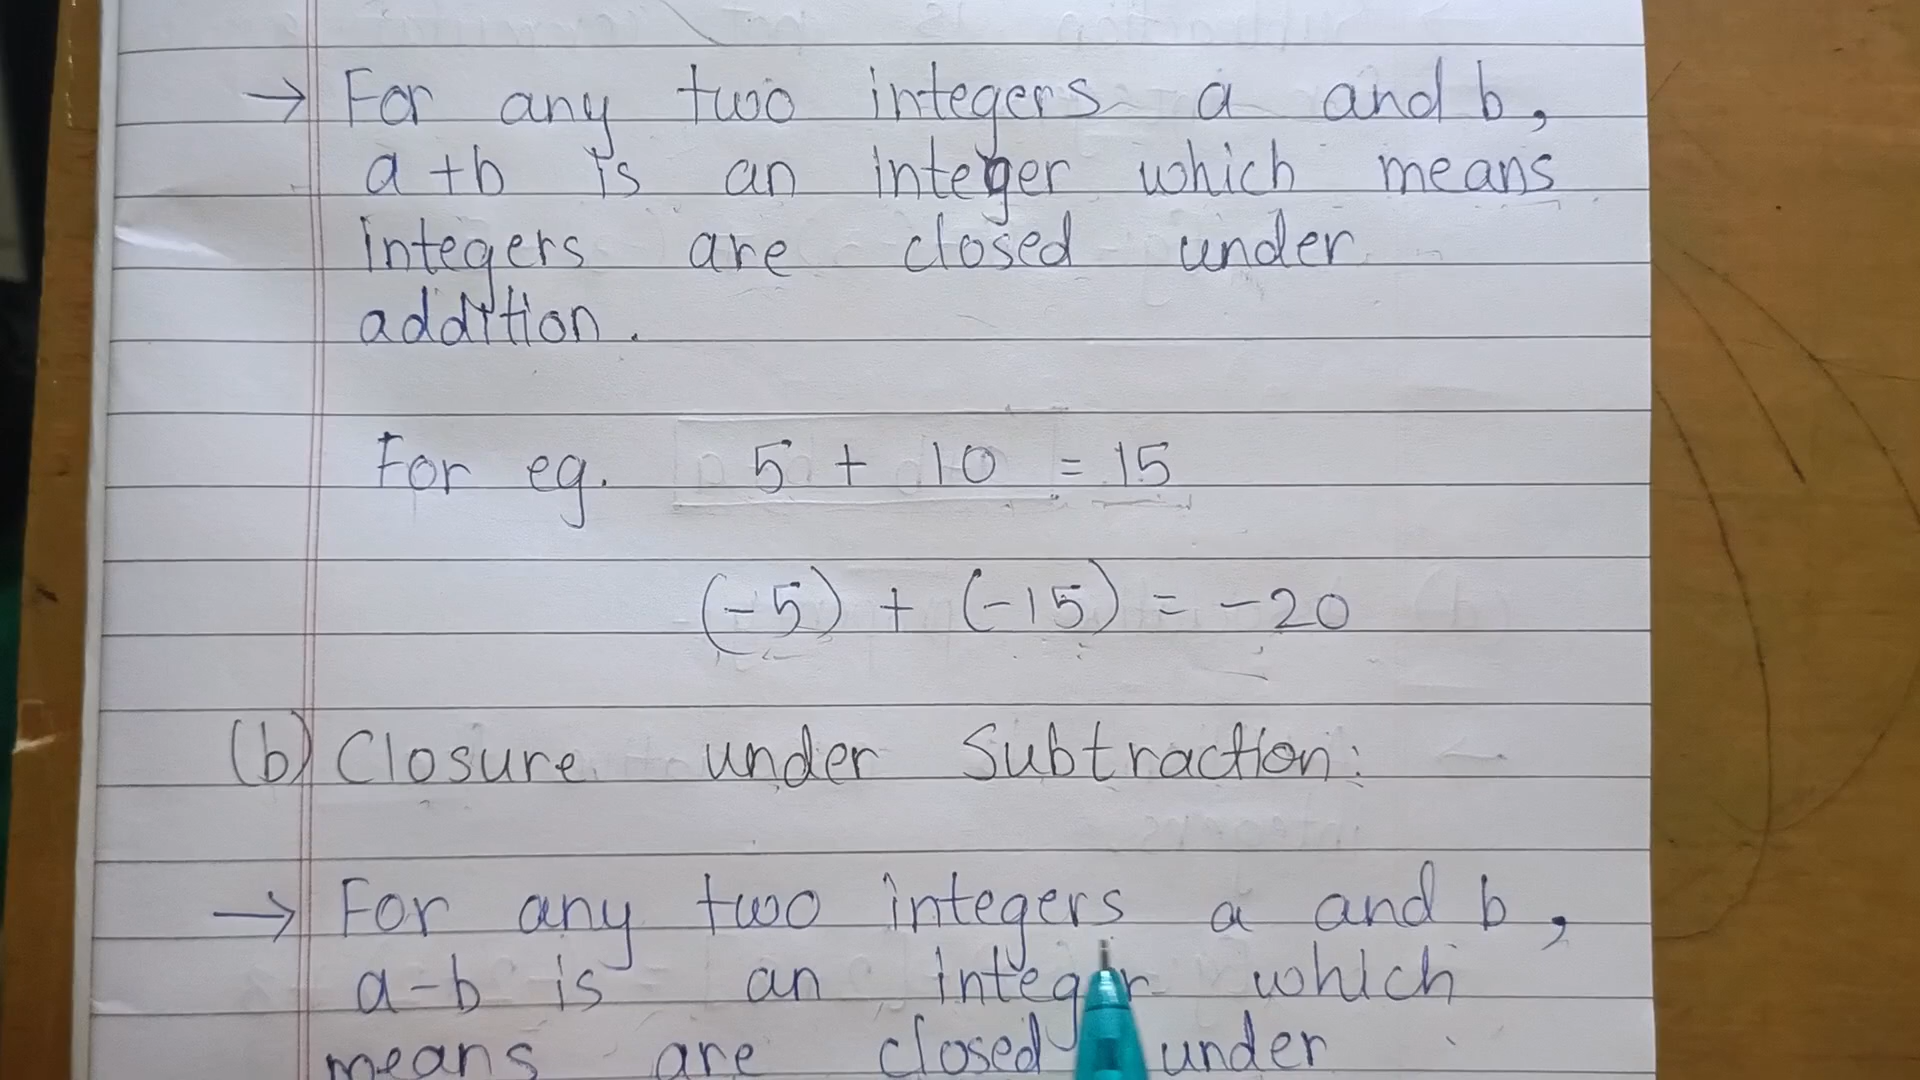 → For any two integers a and b,
a+b is an integer which means
integers are closed under
addition.
For eg. 5 + 10 = 15
(-5) + (-15) = -20
(b) Closure under Subtraction:
→ For any two integers a and b,
a-b is an integer which
means are closed under